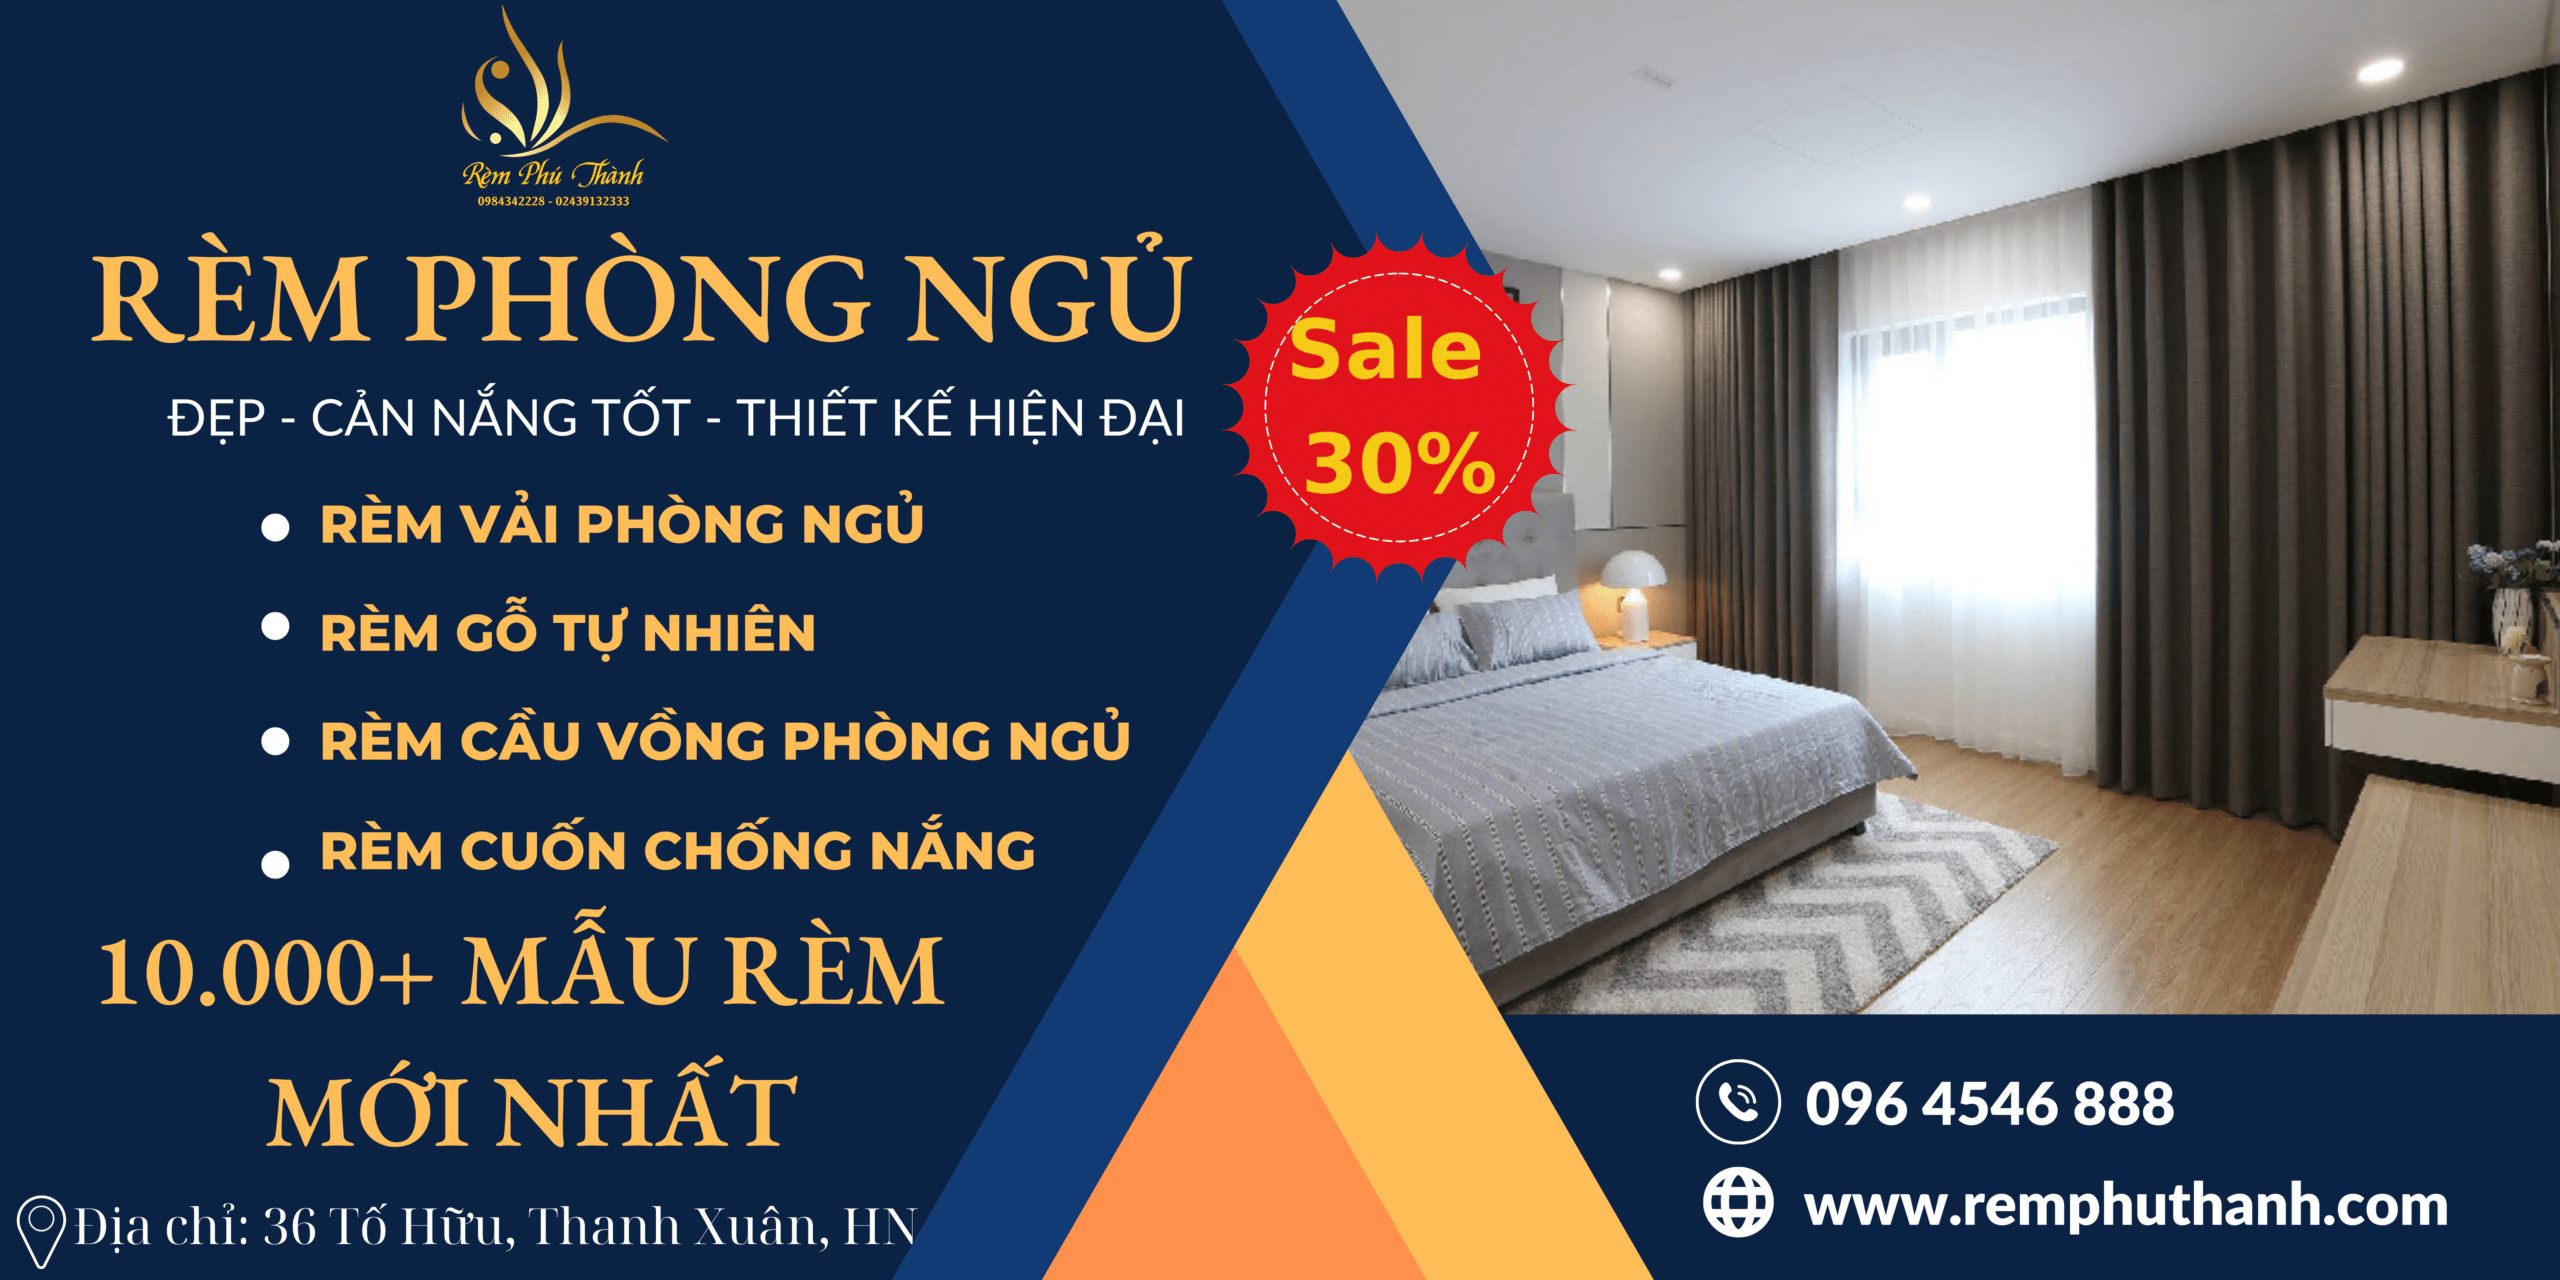 Rèm Phú Thành
0984342228 - 02439132333
RÈM PHÒNG NGỦ
ĐẸP - CẢN NẮNG TỐT - THIẾT KẾ HIỆN ĐẠI
RÈM VẢI PHÒNG NGỦ
RÈM GỖ TỰ NHIÊN
RÈM CẦU VỒNG PHÒNG NGỦ
RÈM CUỐN CHỐNG NẮNG
10.000+ MẪU RÈM
MỚI NHẤT
Địa chỉ: 36 Tố Hữu, Thanh Xuân, HN
Sale
30%
096 4546 888
www.remphuthanh.com